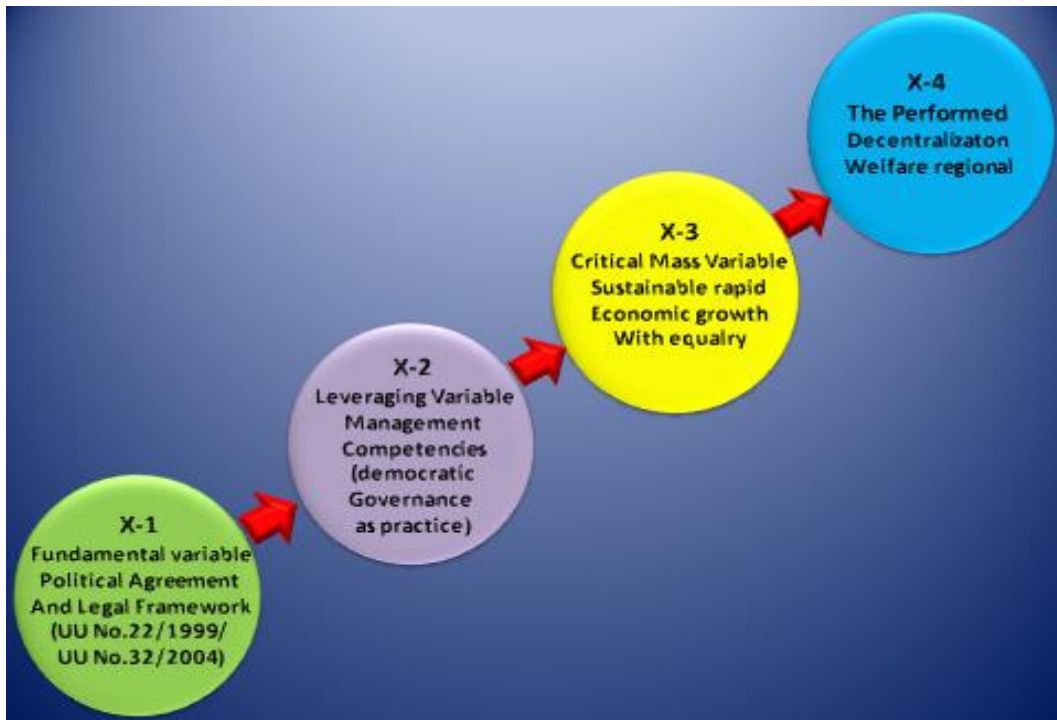 X-1
Fundamental variable
Political Agreement
And Legal Framework
(UU No.22/1999/
UU No.32/2004)
X-2
Leveraging Variable
Management
Competencies
(democratic
Governance
as practice)
X-3
Critical Mass Variable
Sustainable rapid
Economic growth
With equalry
X-4
The Performed
Decentralizaton
Welfare regional